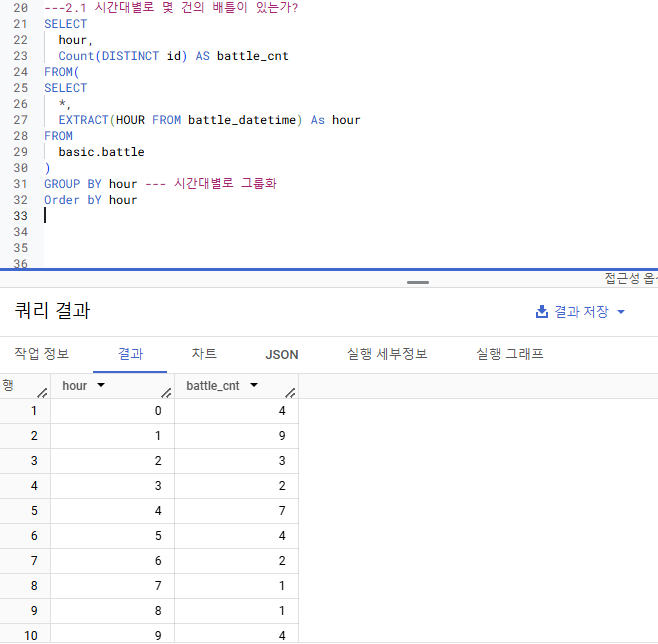 20 ---2.1 시간대별로 몇 건의 배틀이 있는가?
21 SELECT
22 hour,
23 Count(DISTINCT id) AS battle_cnt
24 FROM(
25 SELECT
26 *,
27 EXTRACT(HOUR FROM battle_datetime) As hour
28 FROM
29 basic.battle
30 )
31 GROUP BY hour --- 시간대별로 그룹화
32 Order bY hour
33
34
35
36
접근성 옵
쿼리 결과 결과 저장
작업 정보 결과 차트 JSON 실행 세부정보 실행 그래프
행 hour battle_cnt
1 0 4
2 1 9
3 2 3
4 3 2
5 4 7
6 5 4
7 6 2
8 7 1
9 8 1
10 9 4